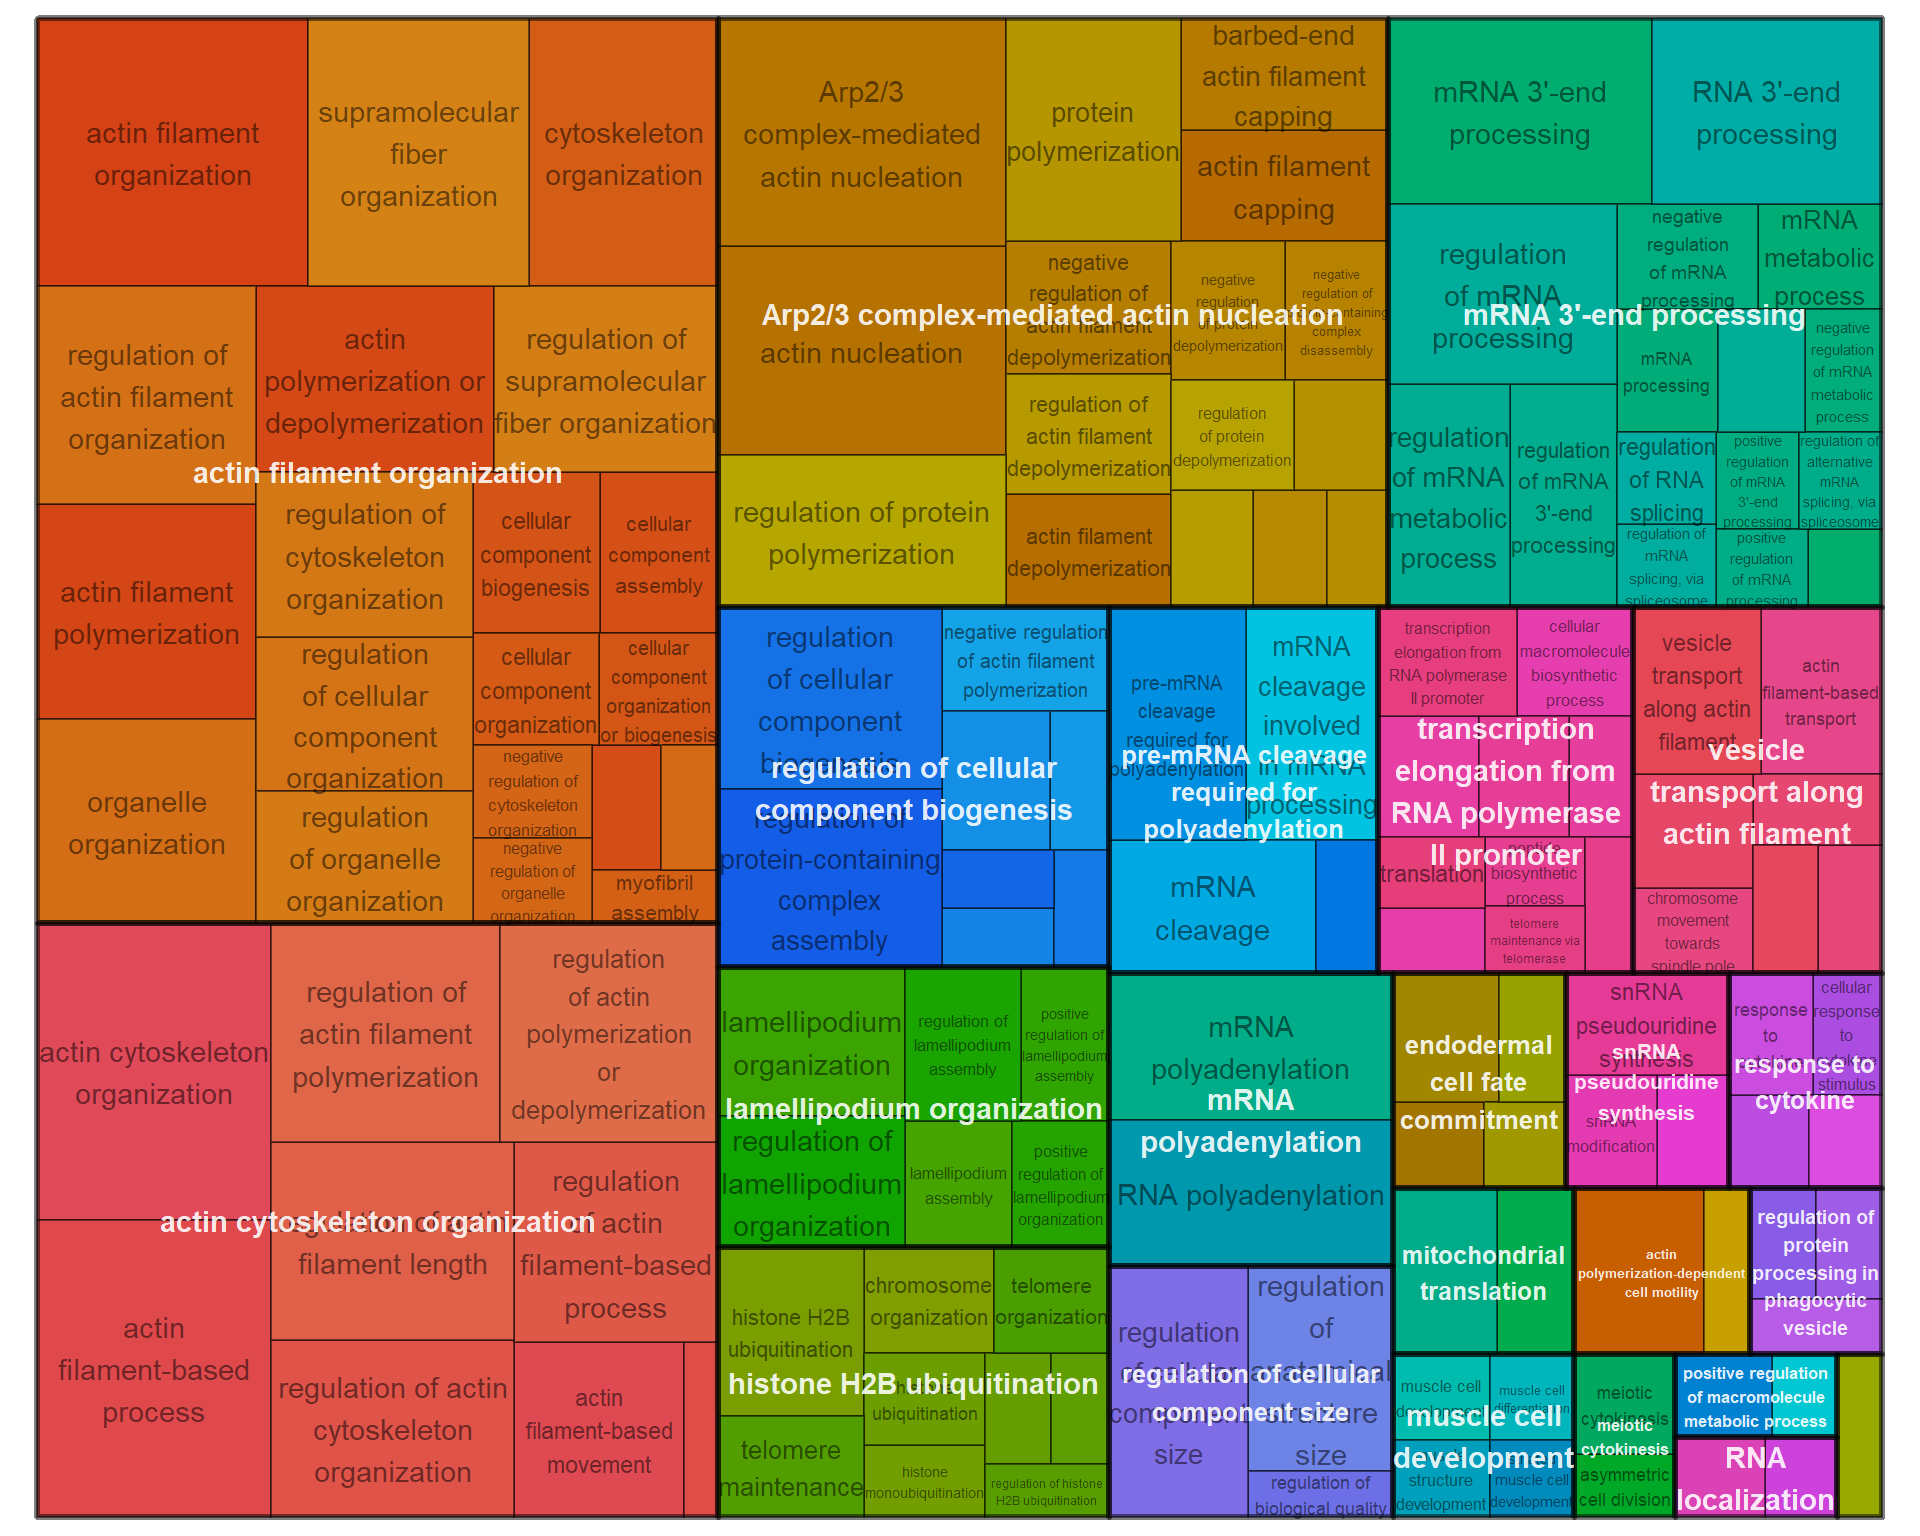 actin filament
organization
supramolecular
fiber
organization
cytoskeleton
organization
regulation of
actin filament
organization
actin
polymerization or
depolymerization
regulation of
supramolecular
fiber organization
actin filament organization
actin filament
polymerization
regulation of
cytoskeleton
organization
cellular
component
biogenesis
cellular
component
assembly
organelle
organization
regulation
of cellular
component
organization
cellular
component
organization
cellular
component
organization
or biogenesis
regulation
of organelle
organization
negative
regulation of
cytoskeleton
organization
negative
regulation of
organelle
organization
myofibril
assembly
Arp2/3
complex-mediated
actin nucleation
protein
polymerization
barbed-end
actin filament
capping
actin filament
capping
actin nucleation
negative
regulation of
actin filament
depolymerization
negative
regulation
of protein
depolymerization
negative
regulation of
complex
disassembly
Arp2/3 complex-mediated actin nucleation
regulation of protein
polymerization
regulation of
actin filament
depolymerization
regulation
of protein
depolymerization
actin filament
depolymerization
mRNA 3'-end
processing
RNA 3'-end
processing
regulation
of mRNA
processing
negative
regulation
of mRNA
processing
mRNA
metabolic
process
mRNA 3'-end processing
mRNA
processing
negative
regulation
of mRNA
metabolic
process
regulation
of mRNA
metabolic
process
regulation
of mRNA
3'-end
processing
regulation
of RNA
splicing
positive
regulation
of mRNA
3'-end
processing
regulation of
alternative
mRNA
splicing, via
spliceosome
regulation of
mRNA
splicing, via
spliceosome
positive
regulation
of mRNA
processing
actin cytoskeleton
organization
regulation of
actin filament
polymerization
regulation
of actin
polymerization
or
depolymerization
actin cytoskeleton organization
actin
filament-based
process
regulation of actin
filament length
regulation
of actin
filament-based
process
regulation of actin
cytoskeleton
organization
actin
filament-based
movement
regulation
of cellular
component
biogenesis
negative regulation
of actin filament
polymerization
regulation of cellular
component biogenesis
regulation of
protein-containing
complex
assembly
pre-mRNA
cleavage
required for
polyadenylation
mRNA
cleavage
involved
in mRNA
processing
pre-mRNA cleavage
required for
polyadenylation
mRNA
cleavage
transcription
elongation from
RNA polymerase
II promoter
cellular
macromolecule
biosynthetic
process
transcription
elongation from
RNA polymerase
II promoter
translation
peptide
biosynthetic
process
telomere
maintenance via
telomerase
vesicle
transport
along actin
filament
actin
filament-based
transport
vesicle
transport along
actin filament
chromosome
movement
towards
spindle pole
lamellipodium
organization
regulation of
lamellipodium
assembly
positive
regulation of
lamellipodium
assembly
lamellipodium organization
regulation of
lamellipodium
organization
lamellipodium
assembly
positive
regulation of
lamellipodium
organization
histone H2B
ubiquitination
chromosome
organization
telomere
organization
histone H2B ubiquitination
histone
ubiquitination
telomere
maintenance
histone
monoubiquitination
regulation of histone
H2B ubiquitination
mRNA
polyadenylation
mRNA
polyadenylation
RNA polyadenylation
regulation
of cellular
component
size
regulation
of
anatomical
structure
size
regulation of cellular
component size
regulation of
biological quality
endodermal
cell fate
commitment
snRNA
pseudouridine
synthesis
snRNA
pseudouridine
synthesis
snRNA
modification
response
to
cytokine
cellular
response
to
cytokine
stimulus
response to
cytokine
mitochondrial
translation
actin
polymerization-dependent
cell motility
regulation of
protein
processing in
phagocytic
vesicle
muscle cell
development
muscle cell
differentiation
muscle cell
development
structure
development
muscle cell
development
meiotic
cytokinesis
meiotic
cytokinesis
asymmetric
cell division
positive regulation
of macromolecule
metabolic process
RNA
localization